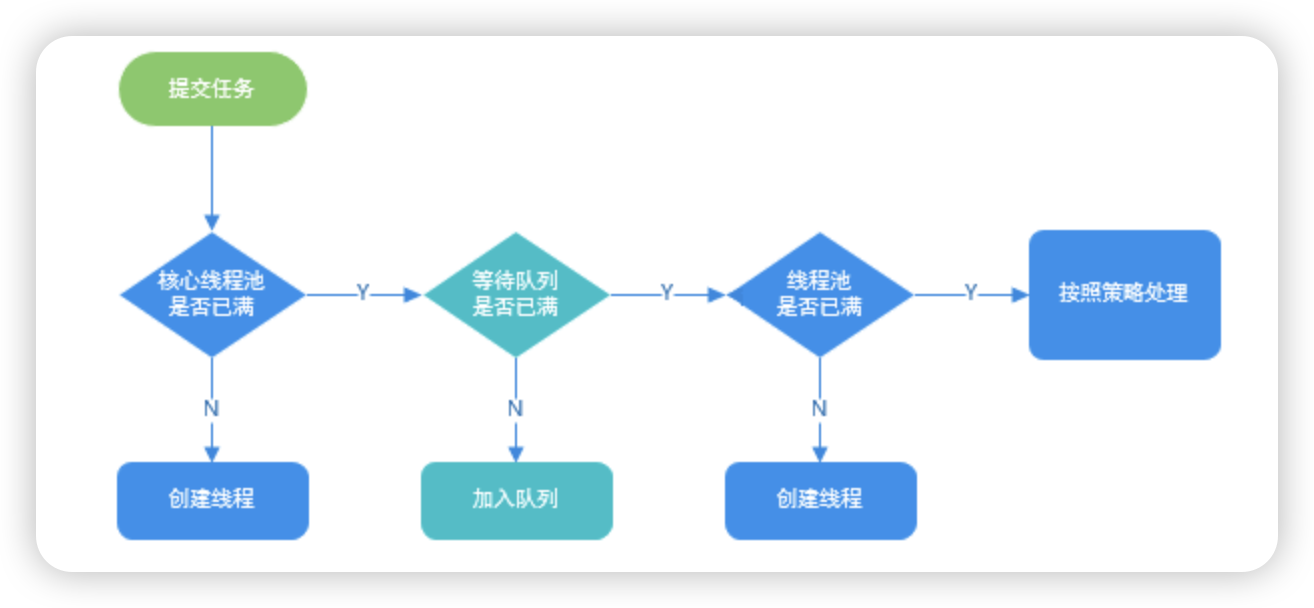 提交任务
核心线程池
是否已满
Y
等待队列
是否已满
Y
线程池
是否已满
Y
按照策略处理
N
N
N
创建线程
加入队列
创建线程